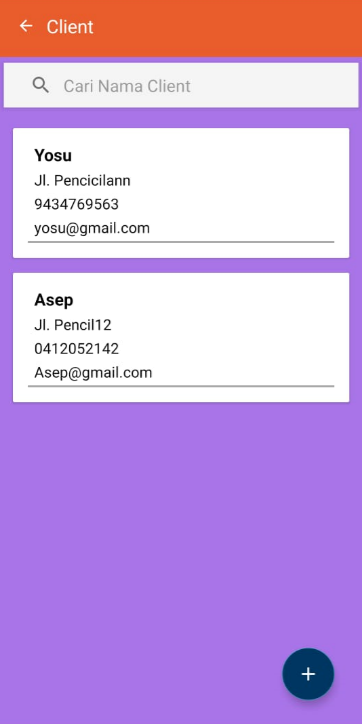 Client
Cari Nama Client
Yosu
Jl. Pencicilann
9434769563
yosu@gmail.com
Asep
Jl. Pencil12
0412052142
Asep@gmail.com